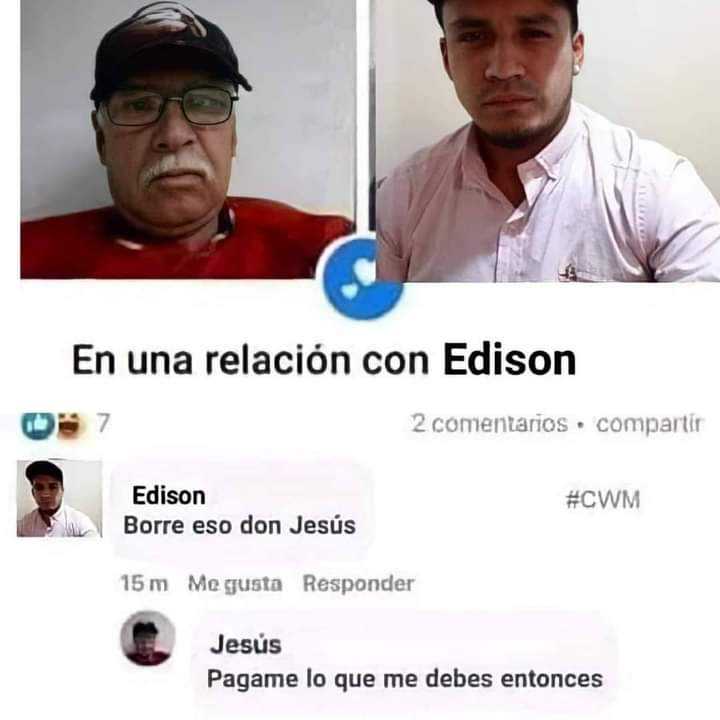 En una relación con Edison
7
2 comentarios • compartir
Edison
#CWM
Borre eso don Jesús
15 m Me gusta Responder
Jesús
Pagame lo que me debes entonces